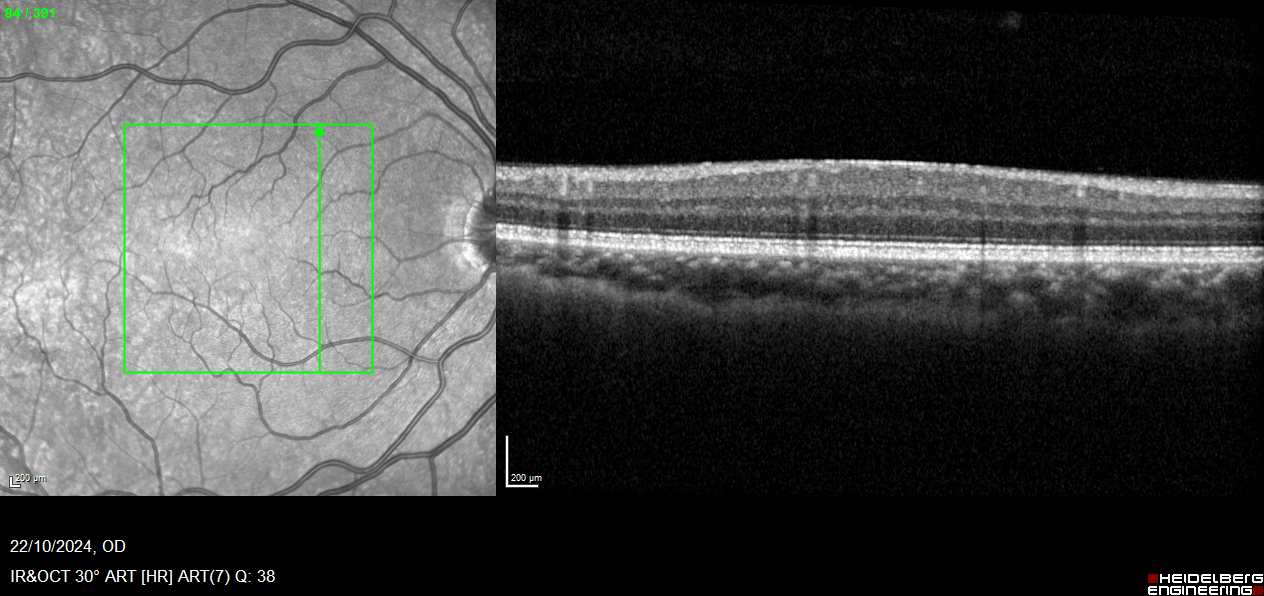 84 / 391
200 µm
200 µm
22/10/2024, OD
IR&OCT 30° ART [HR] ART(7) Q: 38
HEIDELBERG
ENGINEERING